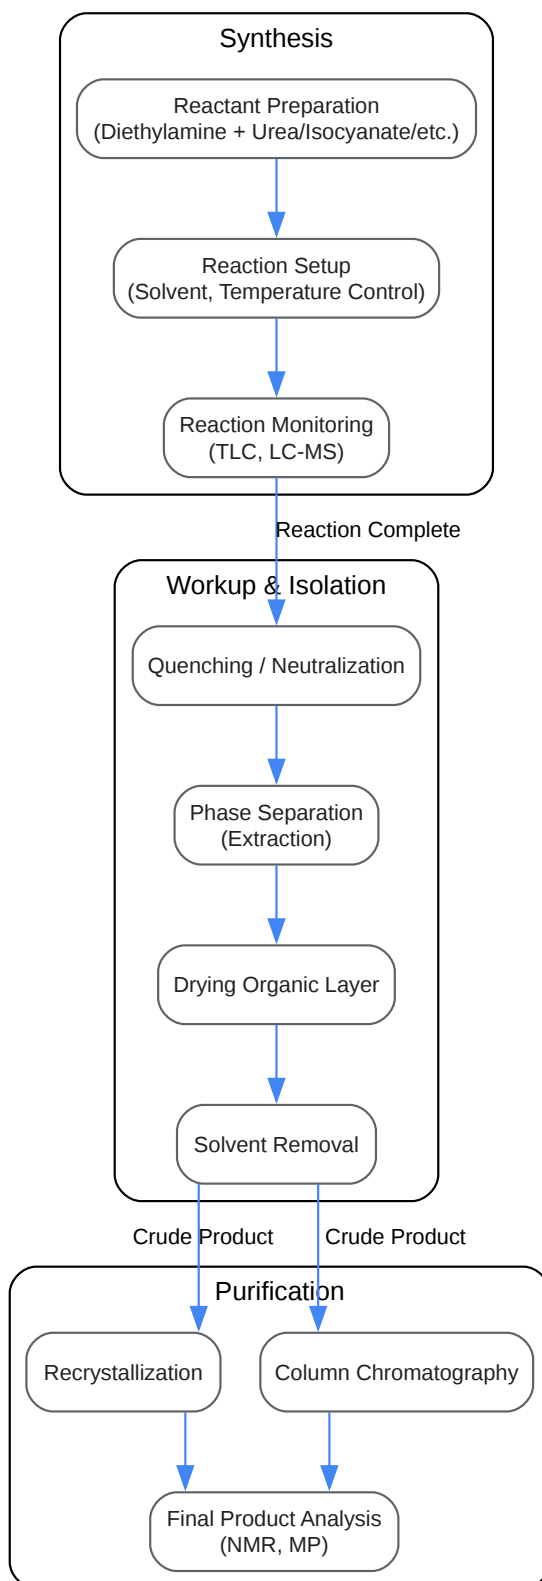 Synthesis
Reactant Preparation
(Diethylamine + Urea/Isocyanate/etc.)
Reaction Setup
(Solvent, Temperature Control)
Reaction Monitoring
(TLC, LC-MS)
Reaction Complete
Workup & Isolation
Quenching / Neutralization
Phase Separation
(Extraction)
Drying Organic Layer
Solvent Removal
Crude Product
Crude Product
Purification
Recrystallization
Column Chromatography
Final Product Analysis
(NMR, MP)